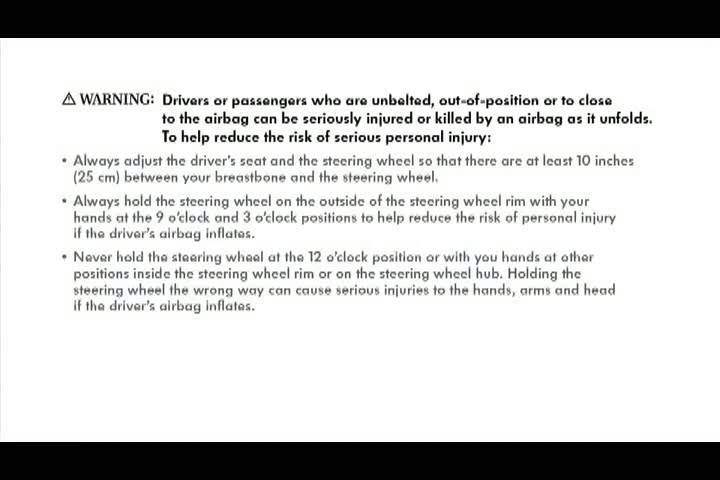 ⚠ WARNING: Drivers or passengers who are unbelted, out-of-position or to close
to the airbag can be seriously injured or killed by an airbag as it unfolds.
To help reduce the risk of serious personal injury:
• Always adjust the driver's seat and the steering wheel so that there are at least 10 inches
(25 cm) between your breastbone and the steering wheel.
• Always hold the steering wheel on the outside of the steering wheel rim with your
hands at the 9 o'clock and 3 o'clock positions to help reduce the risk of personal injury
if the driver's airbag inflates.
• Never hold the steering wheel at the 12 o'clock position or with you hands at other
positions inside the steering wheel rim or on the steering wheel hub. Holding the
steering wheel the wrong way can cause serious injuries to the hands, arms and head
if the driver's airbag inflates.